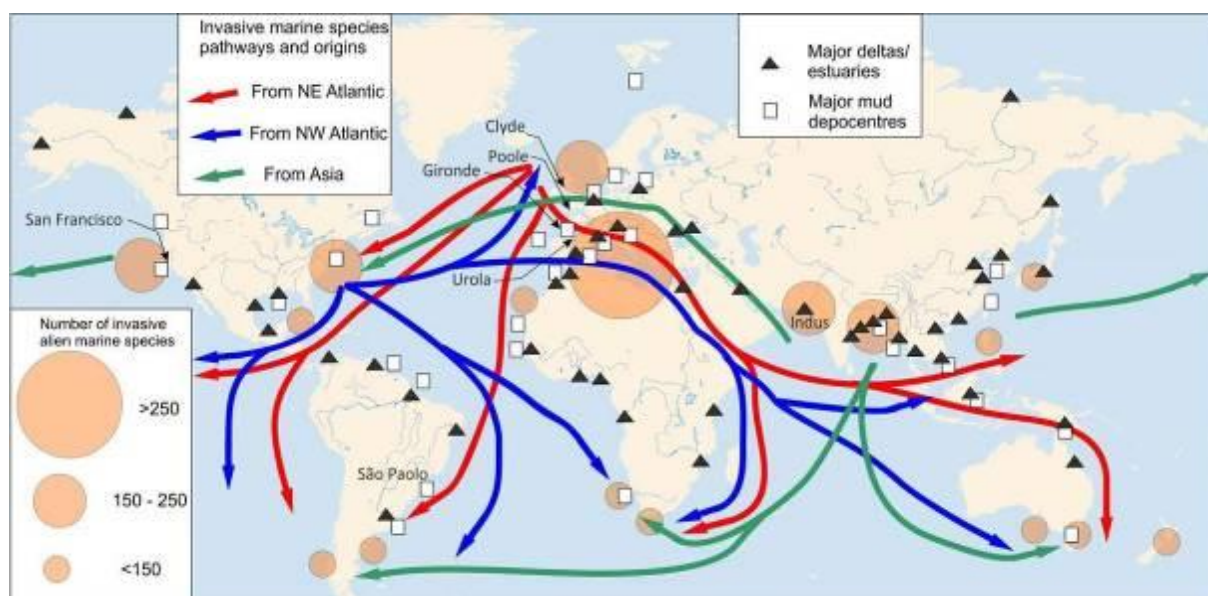 Invasive marine species
pathways and origins
From NE Atlantic
From NW Atlantic
From Asia
Major deltas/
estuaries
Major mud
depocentres
Clyde
Poole
Gironde
San Francisco
Urola
Indus
São Paolo
Number of invasive
alien marine species
>250
150 - 250
<150